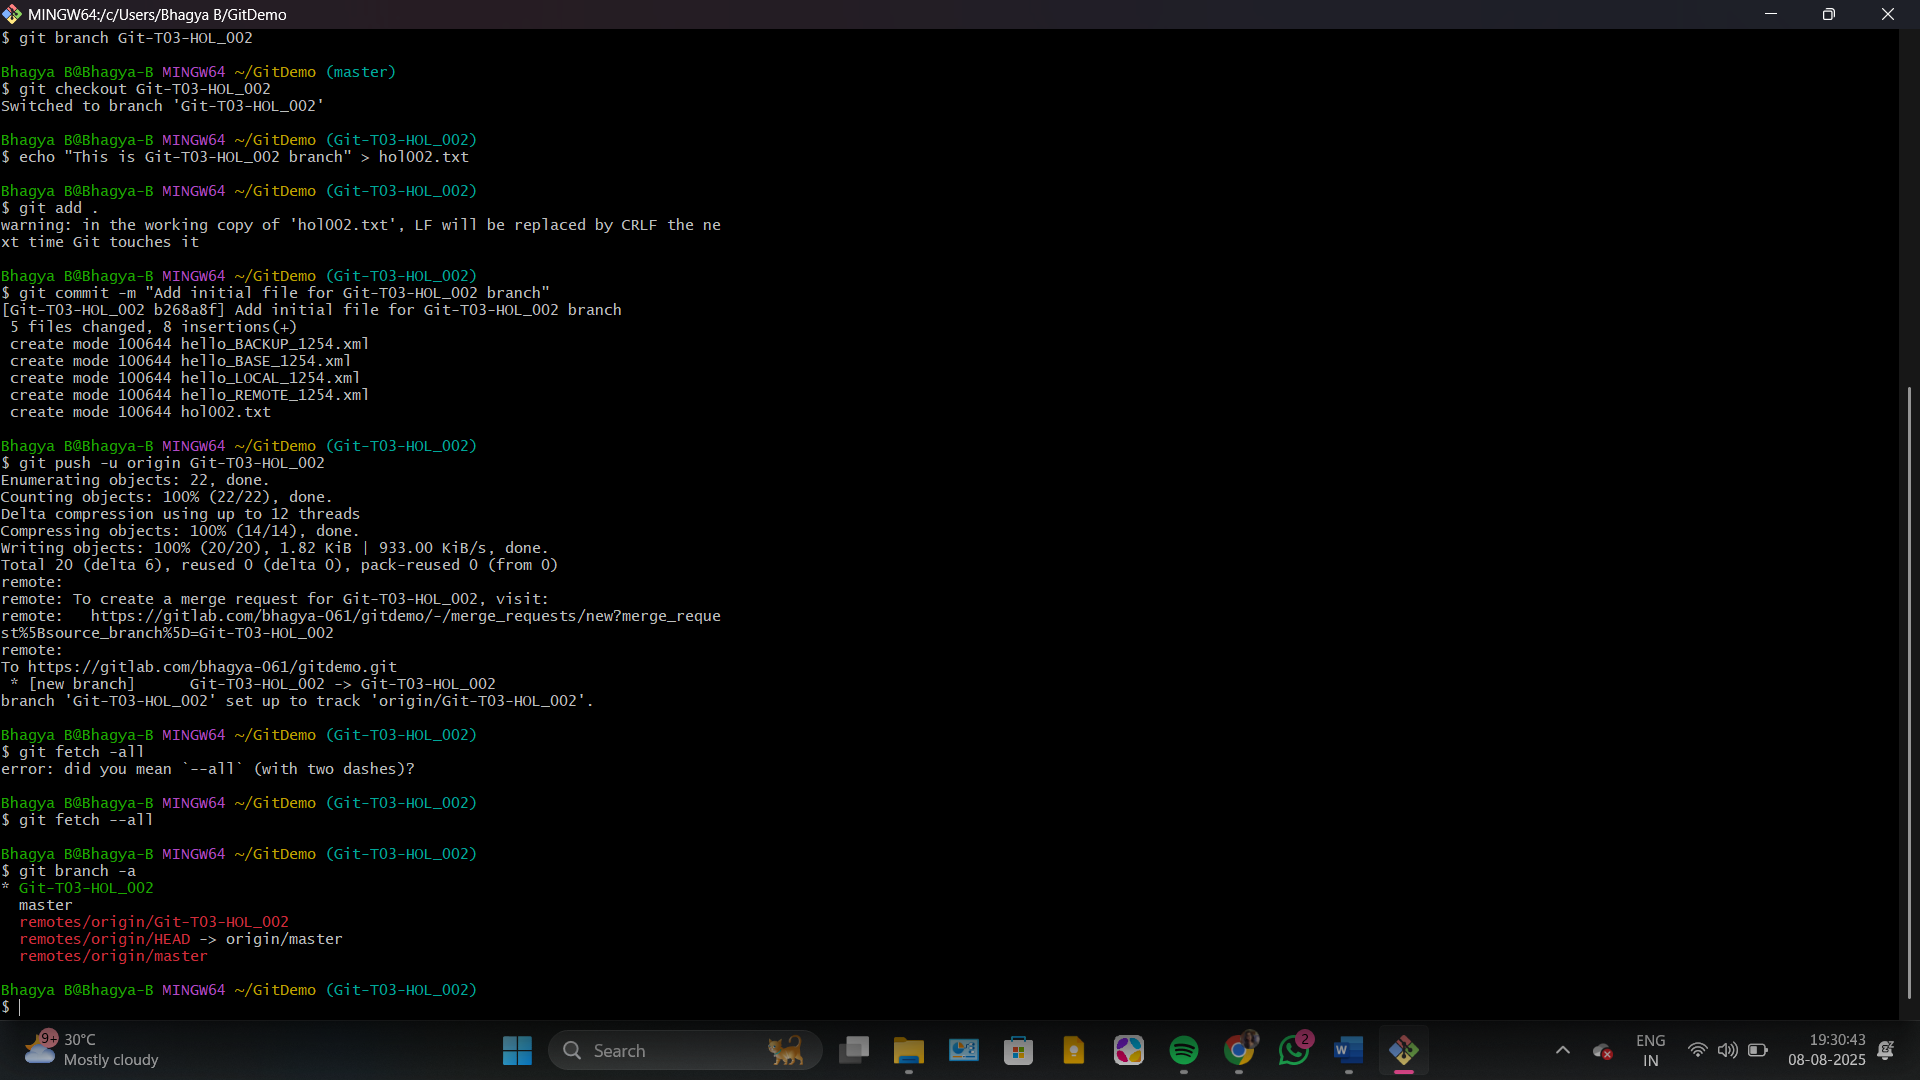 MINGW64:/c/Users/Bhagya B/GitDemo
$ git branch Git-T03-HOL_002
Bhagya B@Bhagya-B MINGW64 ~/GitDemo (master)
$ git checkout Git-T03-HOL_002
Switched to branch 'Git-T03-HOL_002'
Bhagya B@Bhagya-B MINGW64 ~/GitDemo (Git-T03-HOL_002)
$ echo "This is Git-T03-HOL_002 branch" > hol002.txt
Bhagya B@Bhagya-B MINGW64 ~/GitDemo (Git-T03-HOL_002)
$ git add .
warning: in the working copy of 'hol002.txt', LF will be replaced by CRLF the ne
xt time Git touches it
Bhagya B@Bhagya-B MINGW64 ~/GitDemo (Git-T03-HOL_002)
$ git commit -m "Add initial file for Git-T03-HOL_002 branch"
[Git-T03-HOL_002 b268a8f] Add initial file for Git-T03-HOL_002 branch
 5 files changed, 8 insertions(+)
 create mode 100644 hello_BACKUP_1254.xml
 create mode 100644 hello_BASE_1254.xml
 create mode 100644 hello_LOCAL_1254.xml
 create mode 100644 hello_REMOTE_1254.xml
 create mode 100644 hol002.txt
Bhagya B@Bhagya-B MINGW64 ~/GitDemo (Git-T03-HOL_002)
$ git push -u origin Git-T03-HOL_002
Enumerating objects: 22, done.
Counting objects: 100% (22/22), done.
Delta compression using up to 12 threads
Compressing objects: 100% (14/14), done.
Writing objects: 100% (20/20), 1.82 KiB | 933.00 KiB/s, done.
Total 20 (delta 6), reused 0 (delta 0), pack-reused 0 (from 0)
remote:
remote: To create a merge request for Git-T03-HOL_002, visit:
remote:   https://gitlab.com/bhagya-061/gitdemo/-/merge_requests/new?merge_reque
st%5Bsource_branch%5D=Git-T03-HOL_002
remote:
To https://gitlab.com/bhagya-061/gitdemo.git
 * [new branch]      Git-T03-HOL_002 -> Git-T03-HOL_002
branch 'Git-T03-HOL_002' set up to track 'origin/Git-T03-HOL_002'.
Bhagya B@Bhagya-B MINGW64 ~/GitDemo (Git-T03-HOL_002)
$ git fetch -all
error: did you mean `--all` (with two dashes)?
Bhagya B@Bhagya-B MINGW64 ~/GitDemo (Git-T03-HOL_002)
$ git fetch --all
Bhagya B@Bhagya-B MINGW64 ~/GitDemo (Git-T03-HOL_002)
$ git branch -a
* Git-T03-HOL_002
  master
  remotes/origin/Git-T03-HOL_002
  remotes/origin/HEAD -> origin/master
  remotes/origin/master
Bhagya B@Bhagya-B MINGW64 ~/GitDemo (Git-T03-HOL_002)
$
9+
30°C
Mostly cloudy
Search
2
W
ENG
IN
19:30:43
08-08-2025